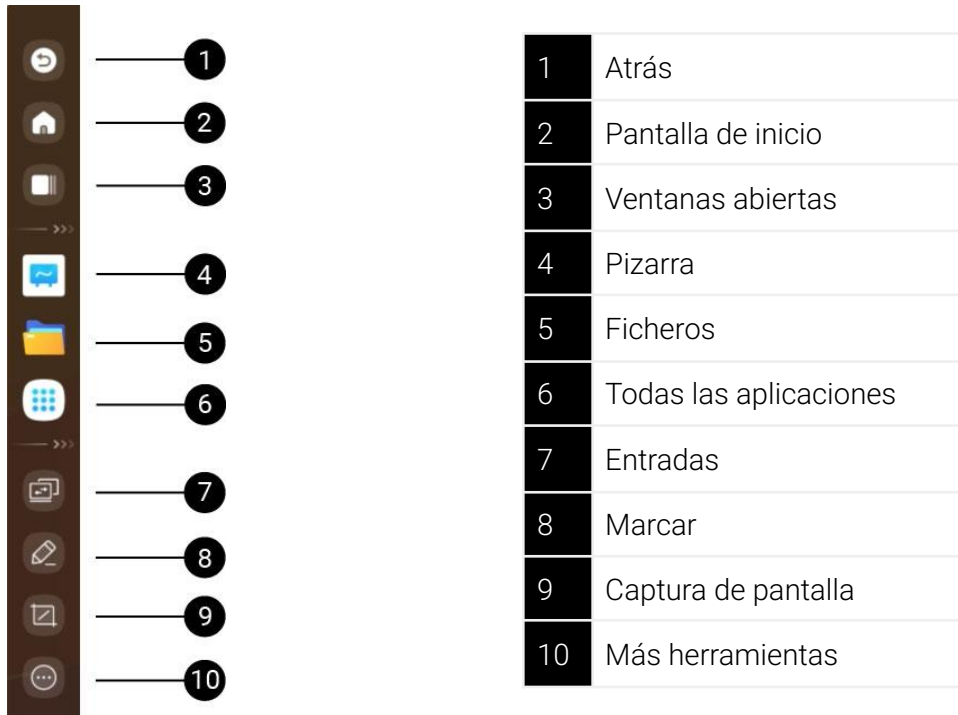 1
2
3
4
5
6
7
8
9
10
1 Atrás
2 Pantalla de inicio
3 Ventanas abiertas
4 Pizarra
5 Ficheros
6 Todas las aplicaciones
7 Entradas
8 Marcar
9 Captura de pantalla
10 Más herramientas